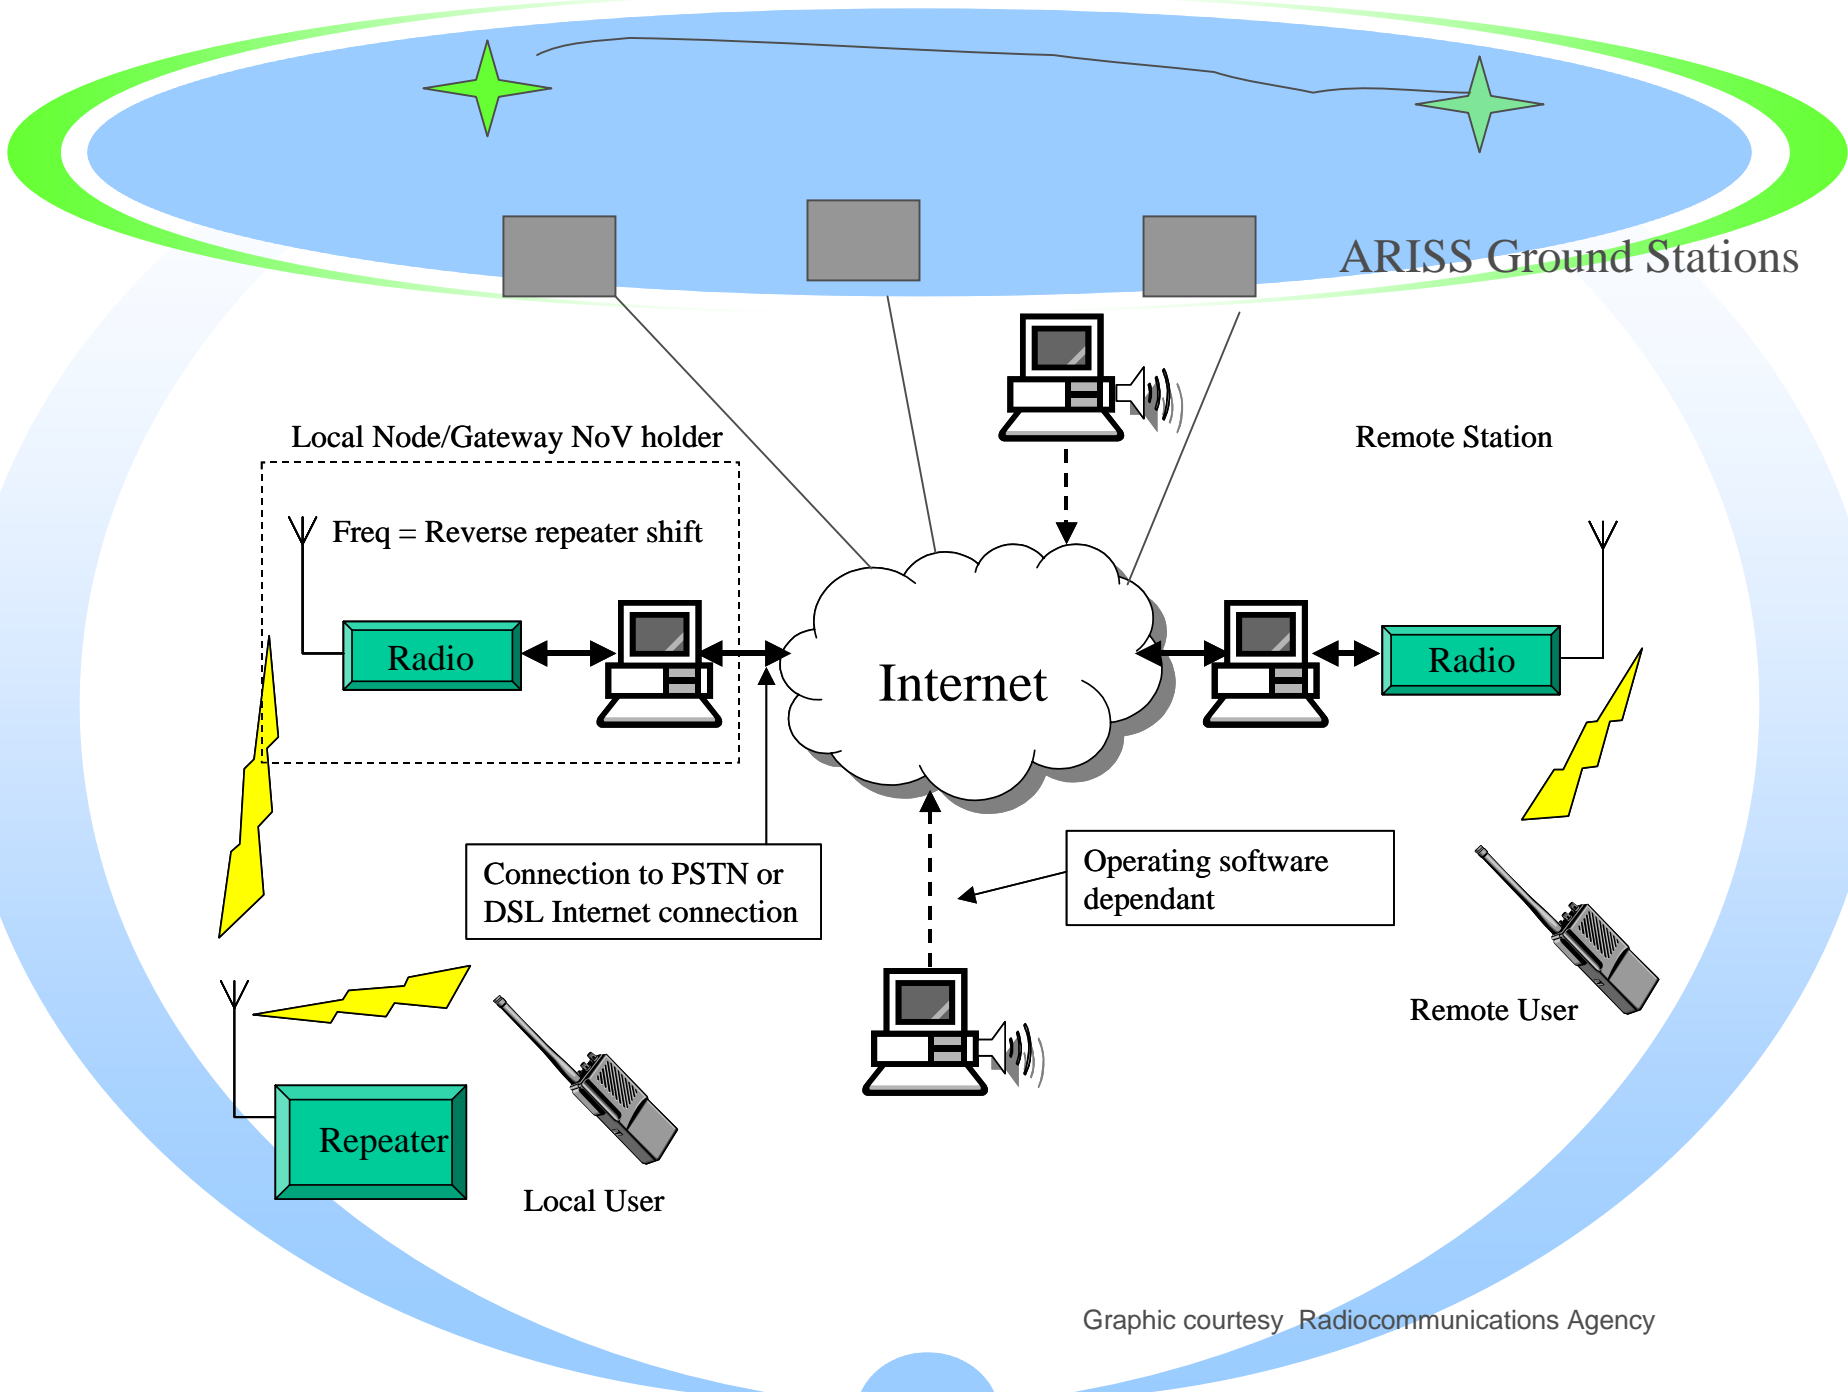 ARISS Ground Stations
Local Node/Gateway NoV holder
Remote Station
Freq = Reverse repeater shift
Radio
Internet
Radio
Connection to PSTN or
DSL Internet connection
Operating software
dependant
Remote User
Repeater
Local User
Graphic courtesy Radiocommunications Agency